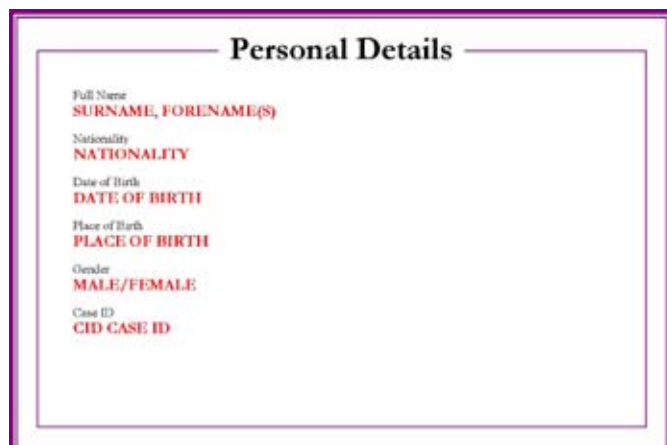 Personal Details
Full Name
SURNAME, FORENAME(S)
Nationality
NATIONALITY
Date of Birth
DATE OF BIRTH
Place of Birth
PLACE OF BIRTH
Gender
MALE/FEMALE
Case ID
CID CASE ID